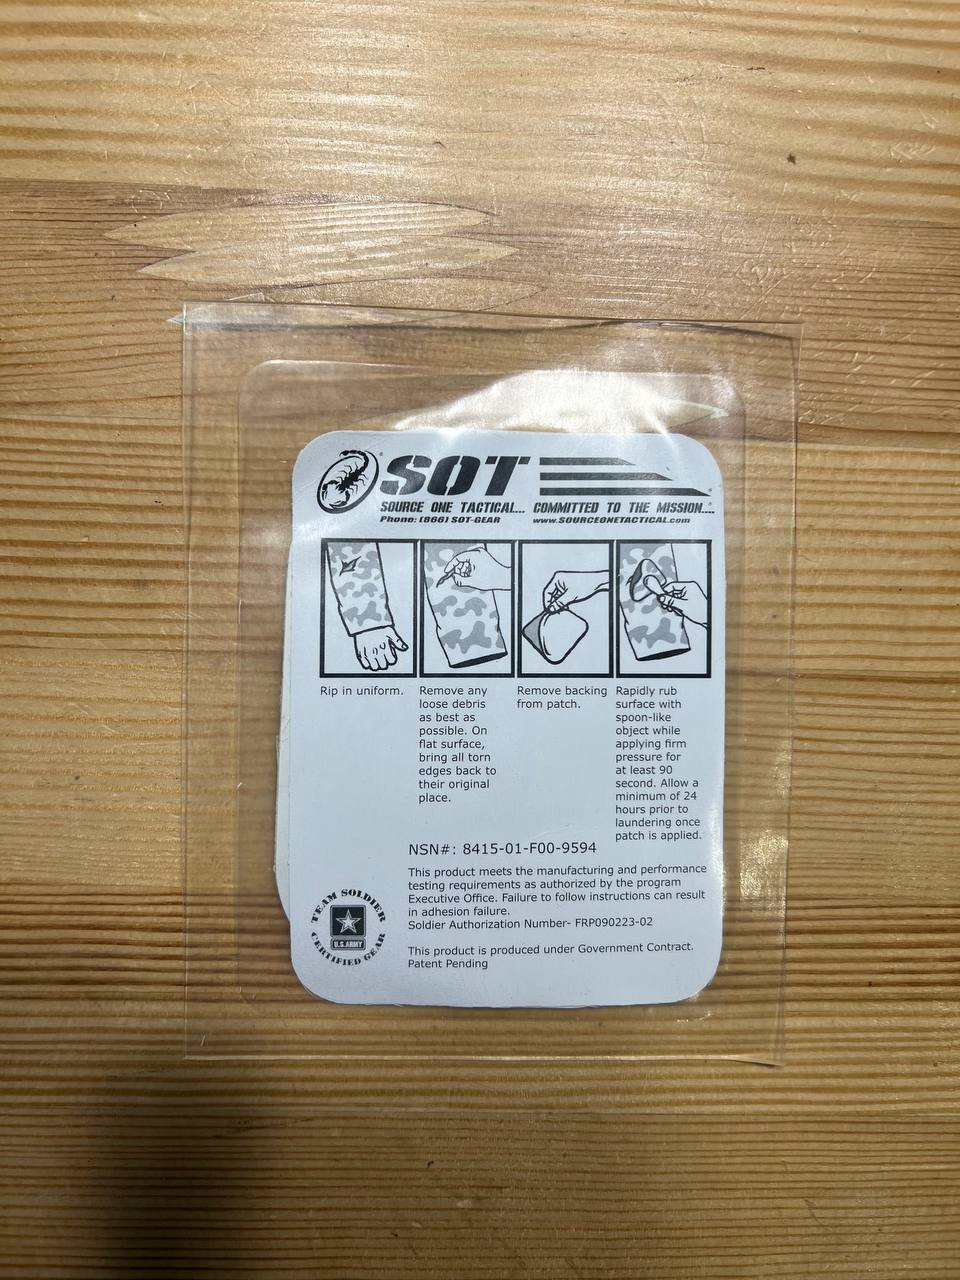 SOT
SOURCE ONE TACTICAL... COMMITTED TO THE MISSION....
Phone: (866) SOT-GEAR www.SOURCEONETACTICAL.com
Rip in uniform.
Remove any
loose debris
as best as
possible. On
flat surface,
bring all torn
edges back to
their original
place.
Remove backing
from patch.
Rapidly rub
surface with
spoon-like
object while
applying firm
pressure for
at least 90
second. Allow a
minimum of 24
hours prior to
laundering once
patch is applied.
NSN#: 8415-01-F00-9594
This product meets the manufacturing and performance
testing requirements as authorized by the program
Executive Office. Failure to follow instructions can result
in adhesion failure.
Soldier Authorization Number- FRP090223-02
This product is produced under Government Contract.
Patent Pending
TEAM SOLDIER
U.S. ARMY
CERTIFIED GEAR